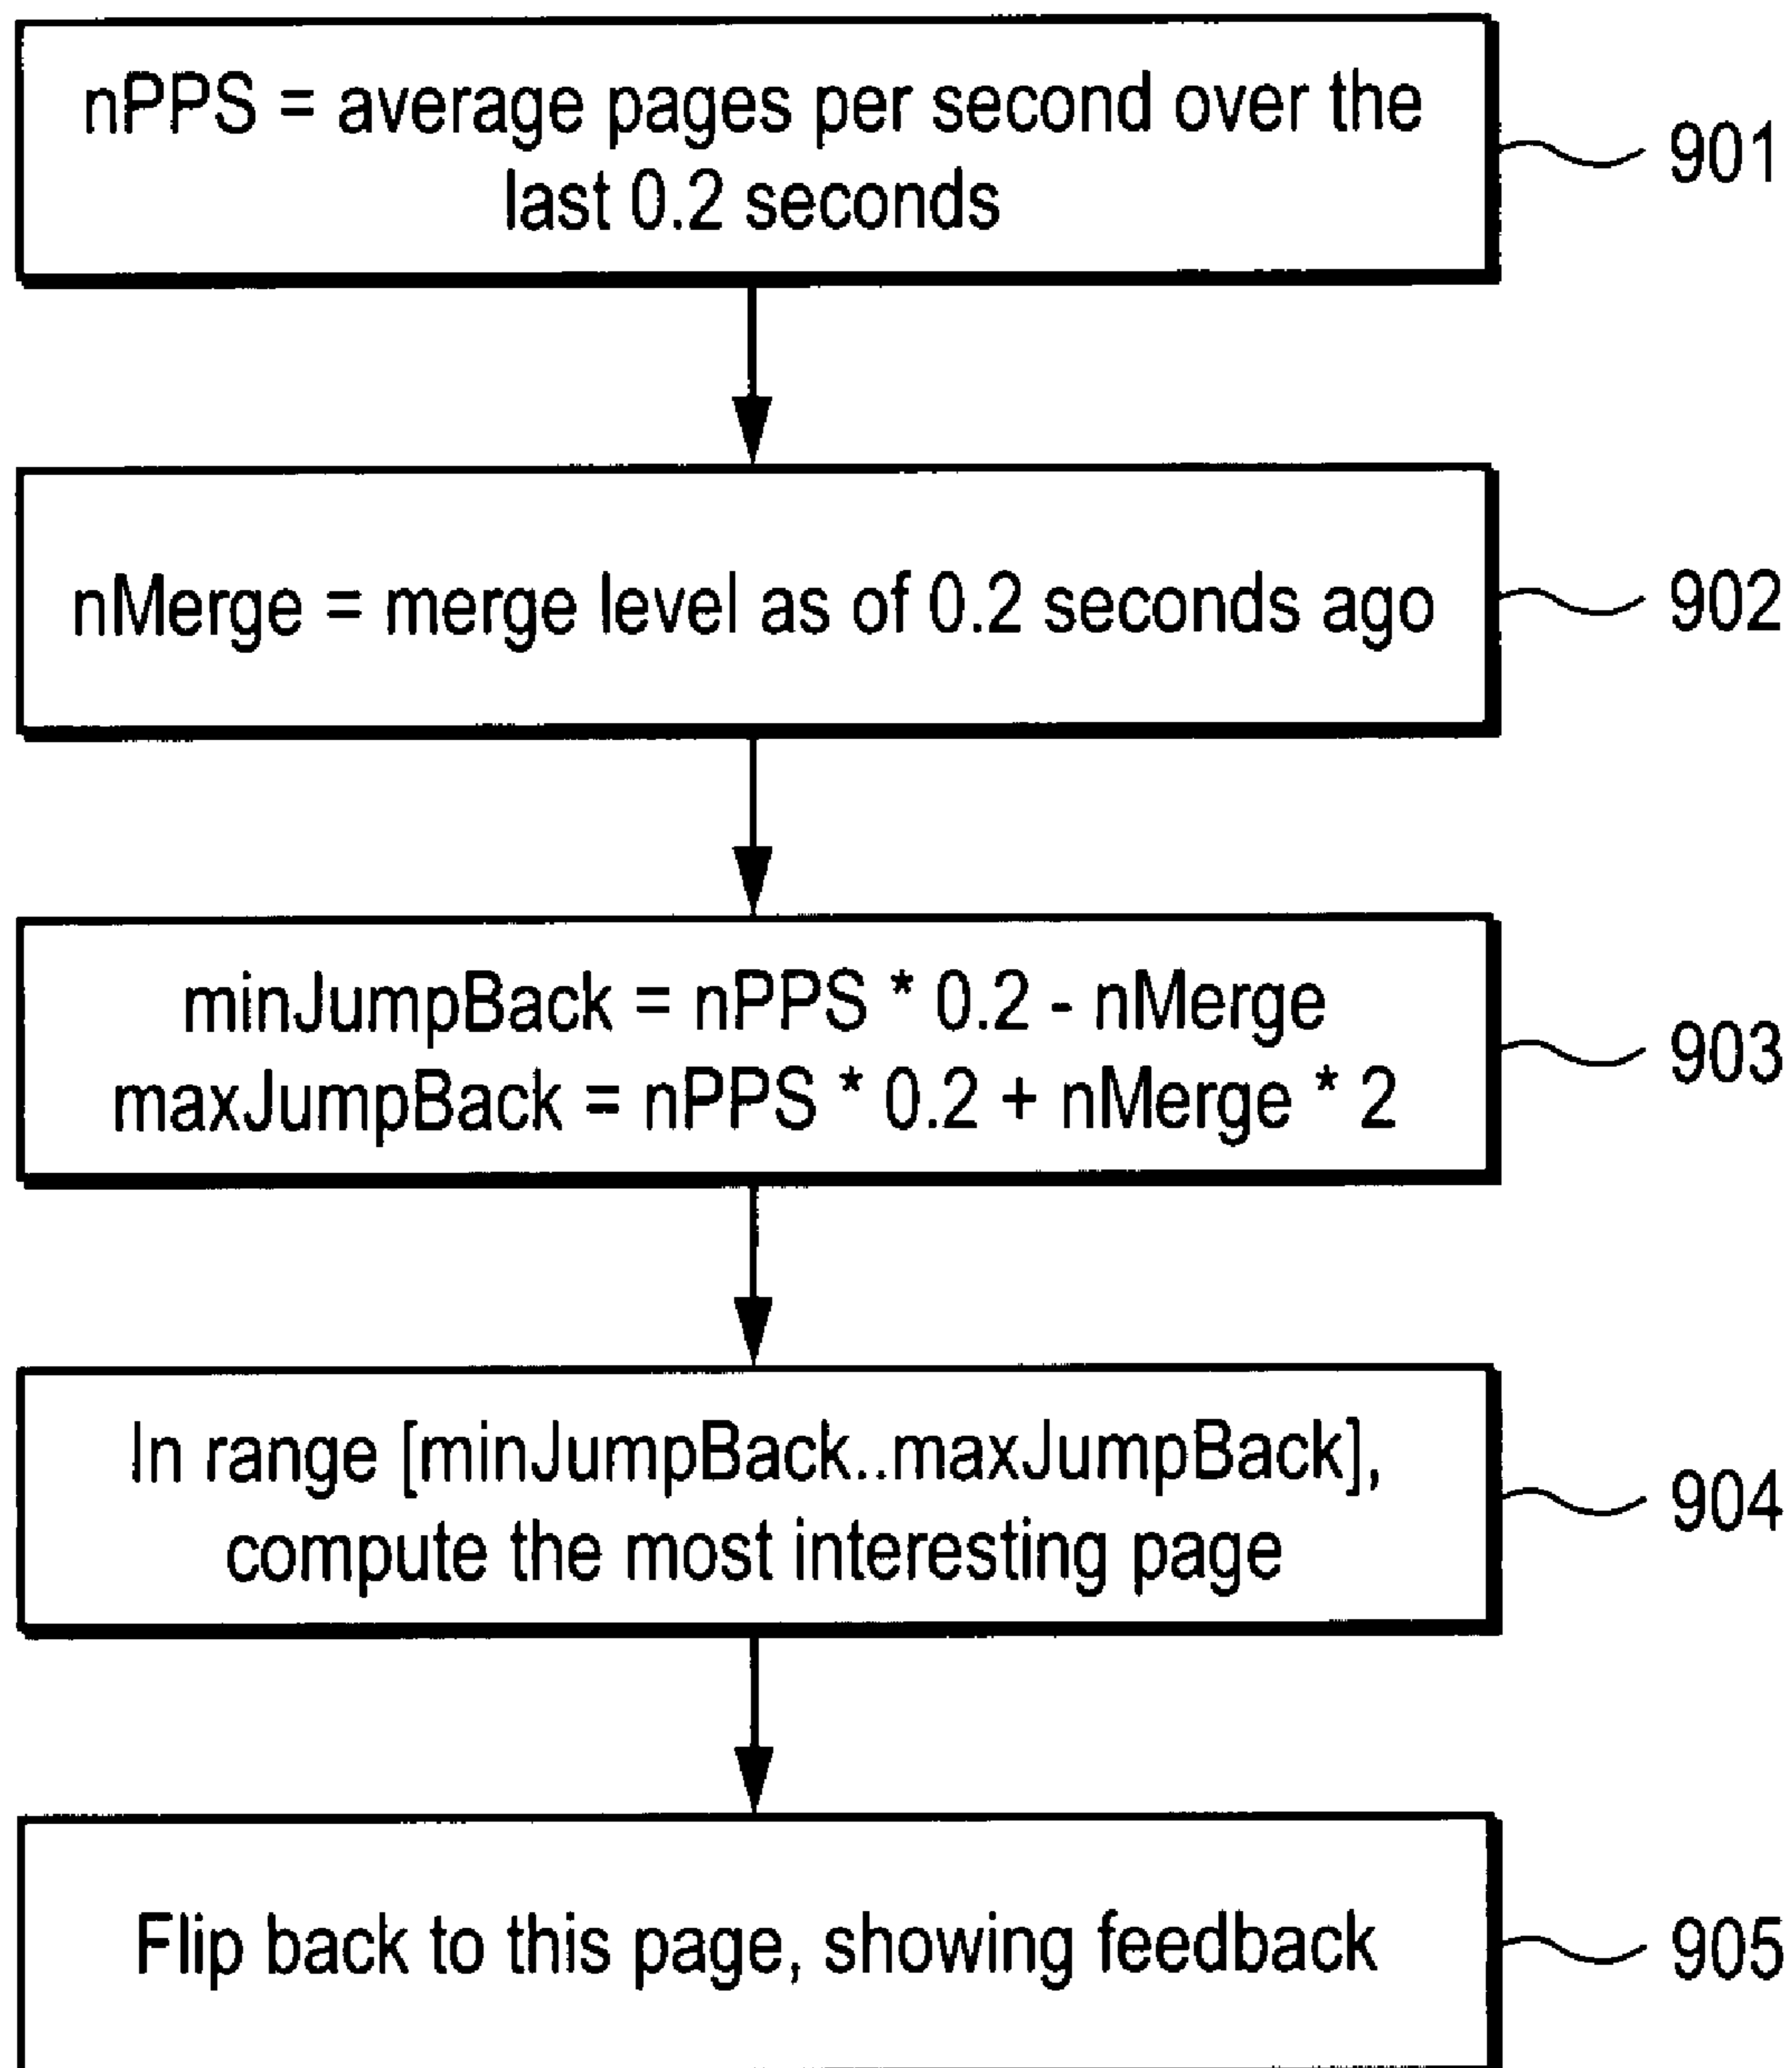 nPPS = average pages per second over the
last 0.2 seconds
901
nMerge = merge level as of 0.2 seconds ago
902
minJumpBack = nPPS * 0.2 - nMerge
maxJumpBack = nPPS * 0.2 + nMerge * 2
903
In range [minJumpBack..maxJumpBack],
compute the most interesting page
904
Flip back to this page, showing feedback
905